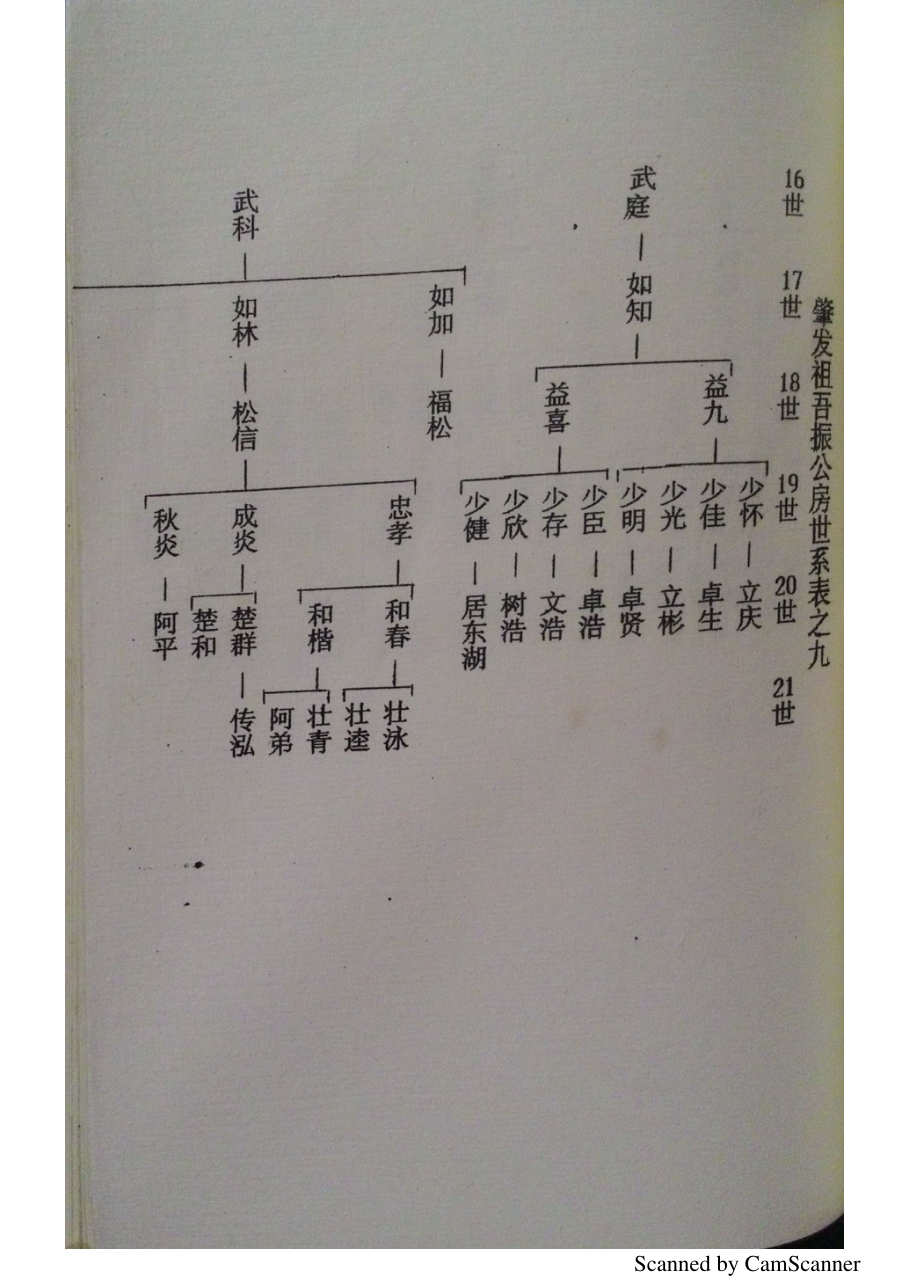 肇发祖吾振公房世系表之九
16世
17世
18世
19世
20世
21世
武庭
如知
益九
益喜
少怀
少佳
少光
少明
少臣
少存
少欣
少健
立庆
卓生
立彬
卓贤
卓浩
文浩
树浩
居东湖
武科
如加
如林
福松
松信
忠孝
成炎
秋炎
和春
和楷
楚群
楚和
阿平
壮泳
壮逵
壮青
阿弟
传泓
Scanned by CamScanner